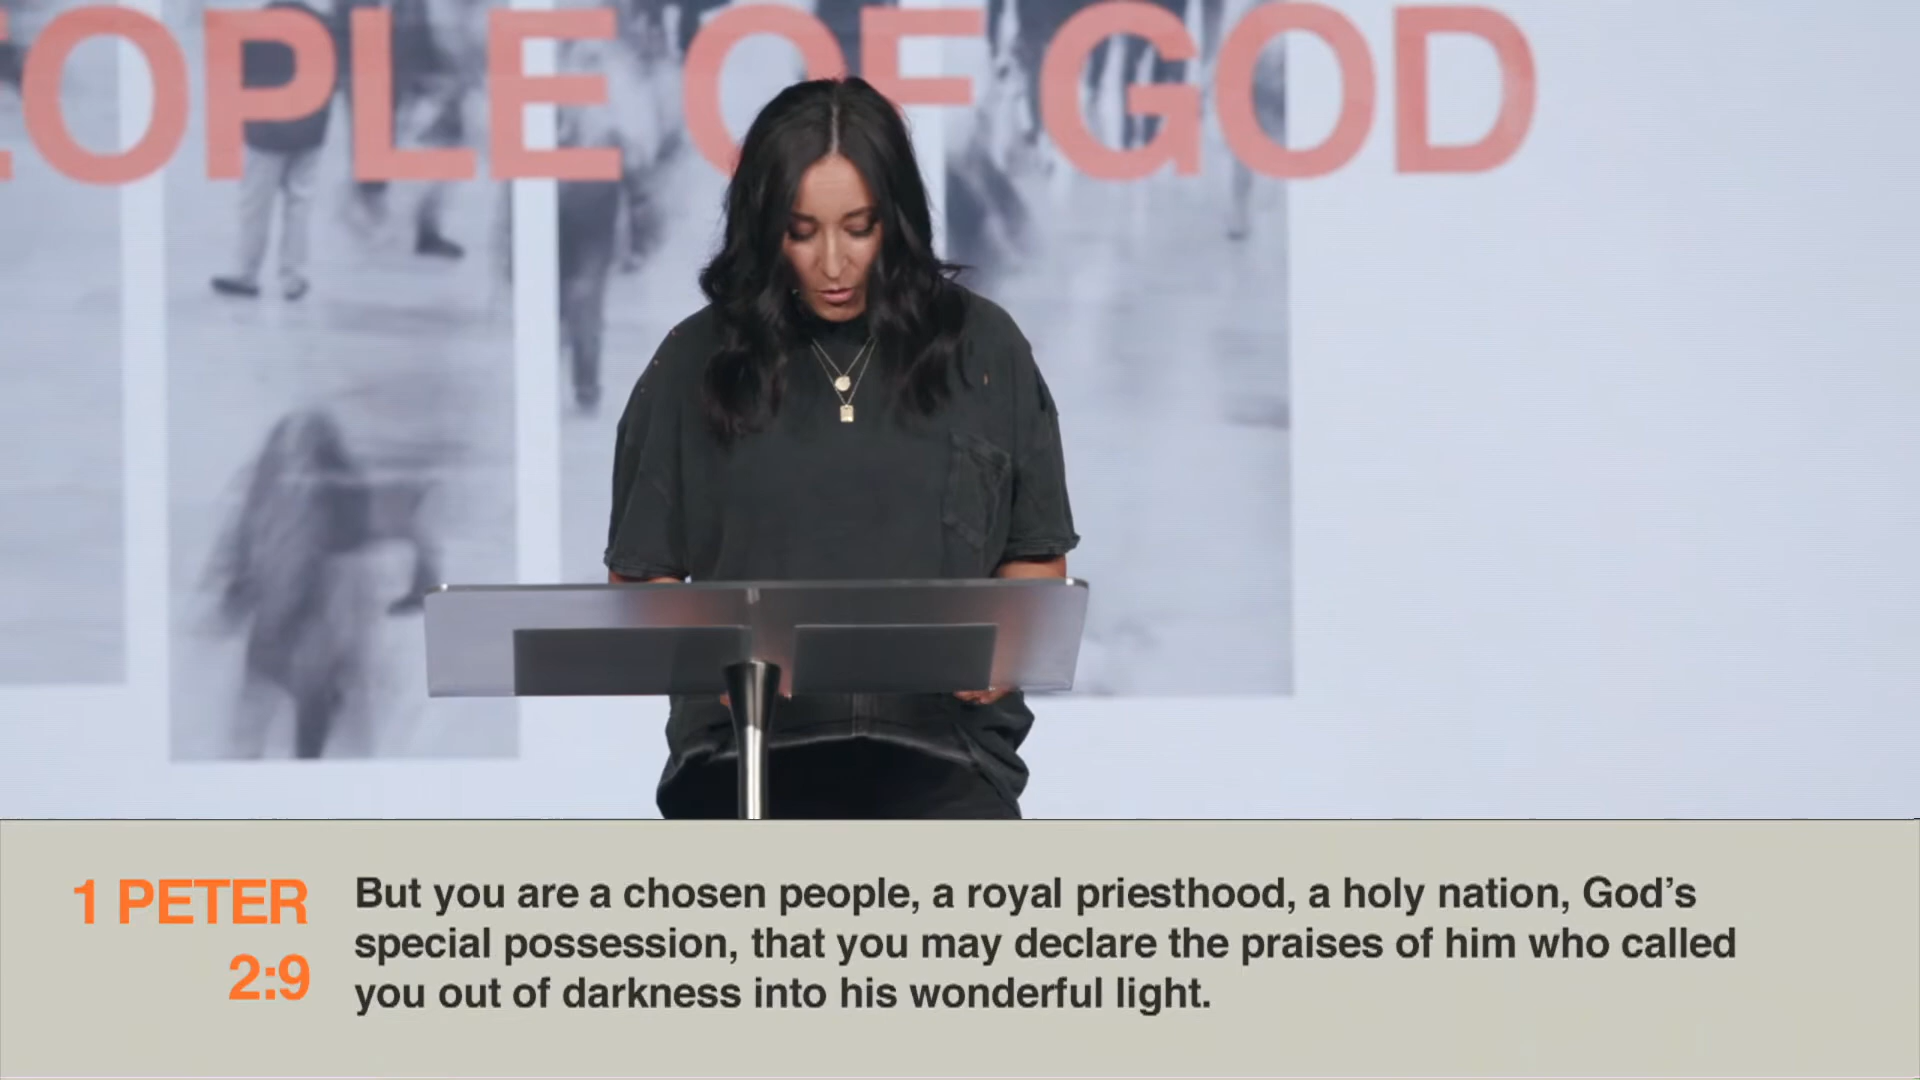 EOPLE OF GOD
1 PETER
2:9
But you are a chosen people, a royal priesthood, a holy nation, God’s
special possession, that you may declare the praises of him who called
you out of darkness into his wonderful light.